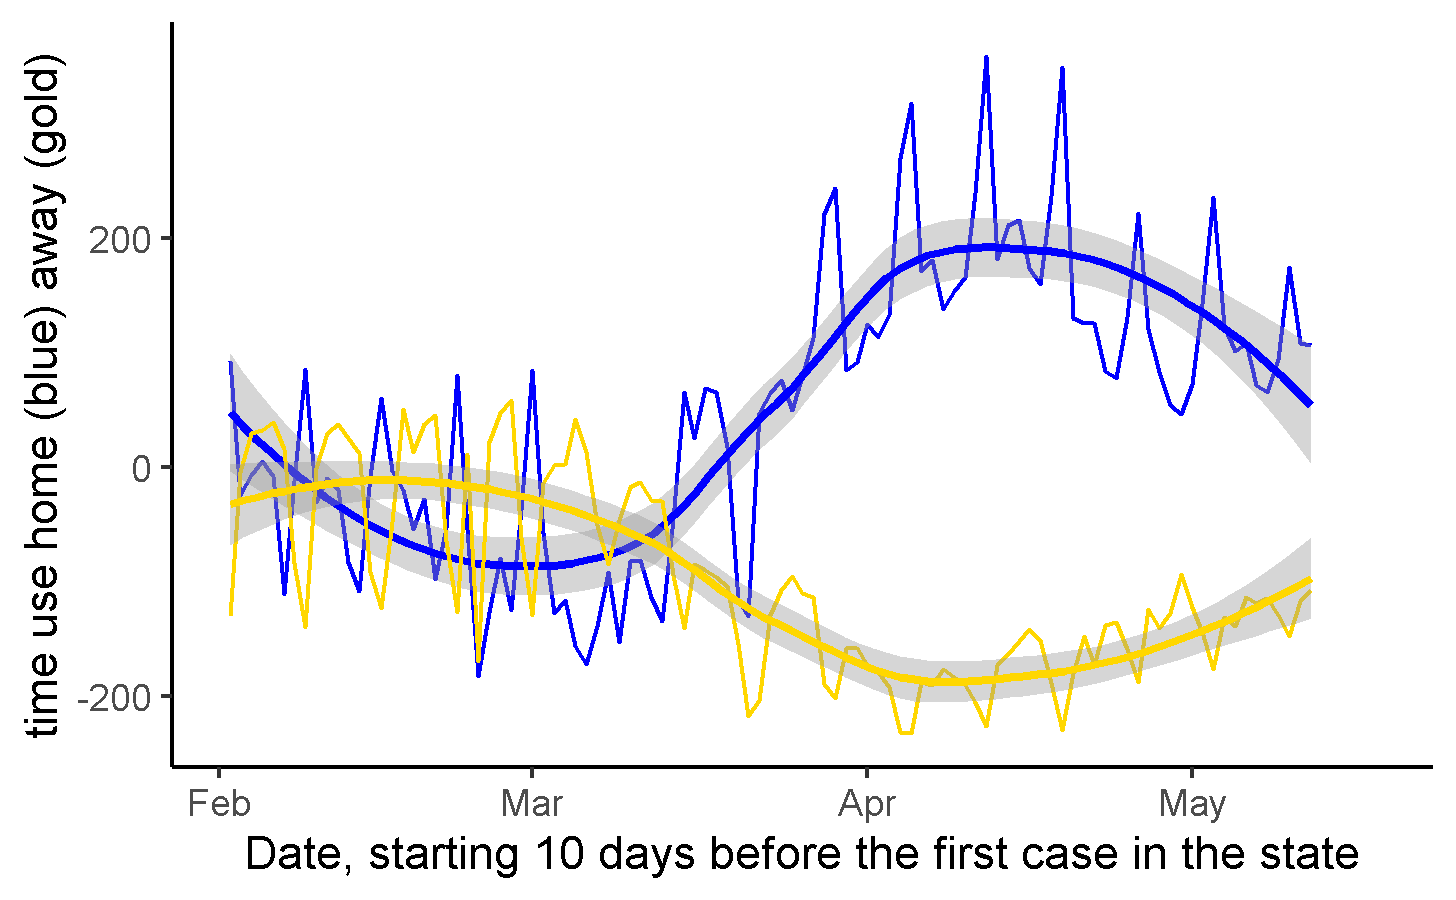 time use home (blue) away (gold)
200
0
-200
Feb
Mar
Apr
May
Date, starting 10 days before the first case in the state